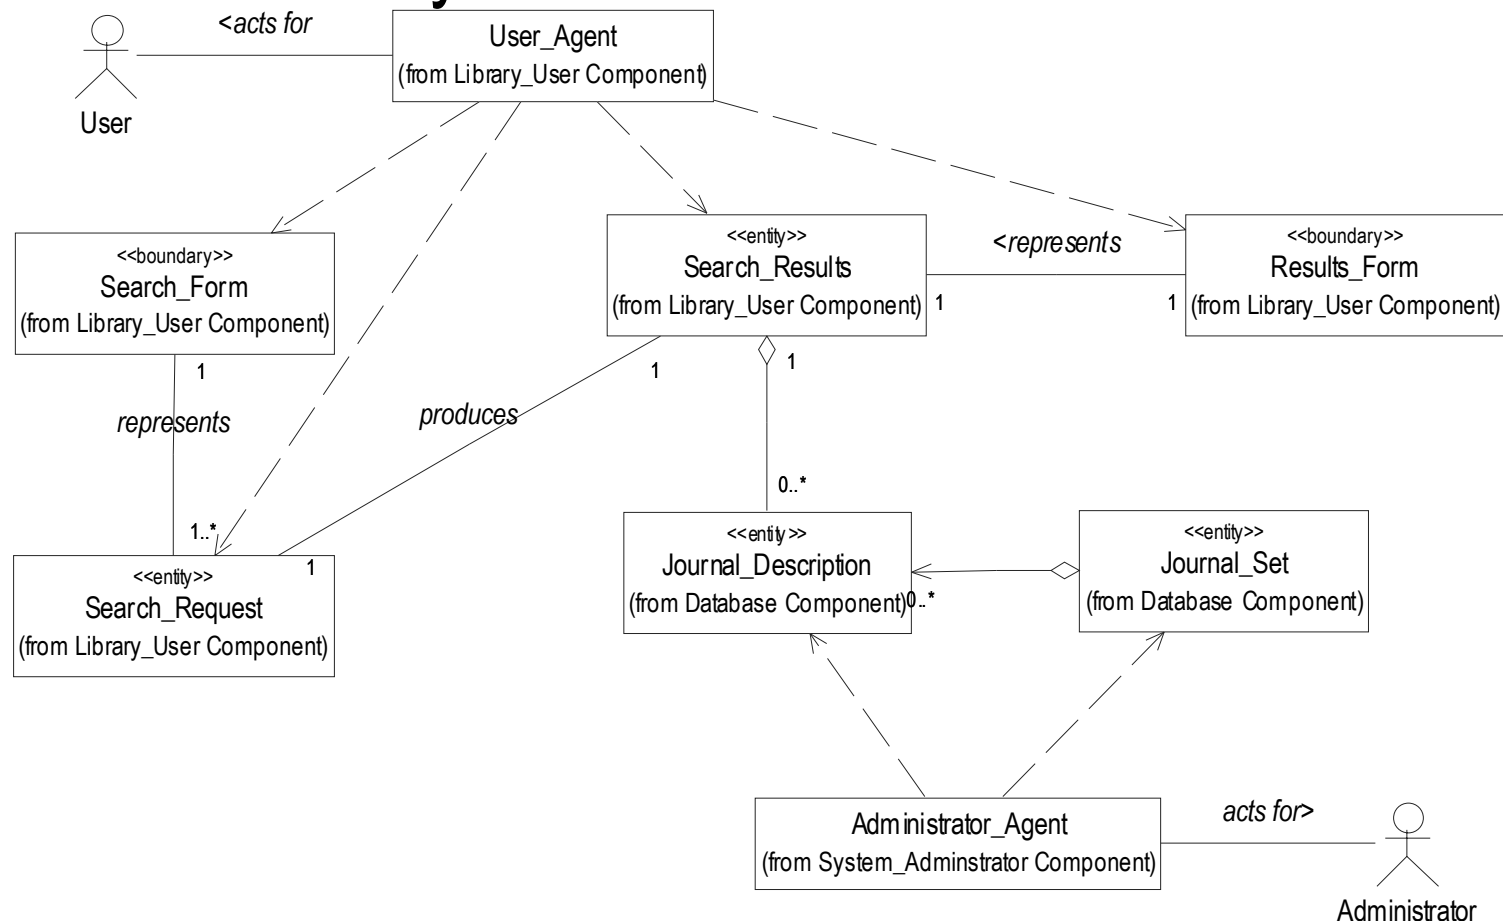 <acts for
User_Agent
(from Library_User Component)
User
<<boundary>>
Search_Form
(from Library_User Component)
<<entity>>
Search_Results
(from Library_User Component)
<represents
1
1
<<boundary>>
Results_Form
(from Library_User Component)
1
represents
1..*
produces
1
1
1
0..*
<<entity>>
Search_Request
(from Library_User Component)
<<entity>>
Journal_Description
(from Database Component)
0..*
<<entity>>
Journal_Set
(from Database Component)
Administrator_Agent
(from System_Adminstrator Component)
acts for>
Administrator